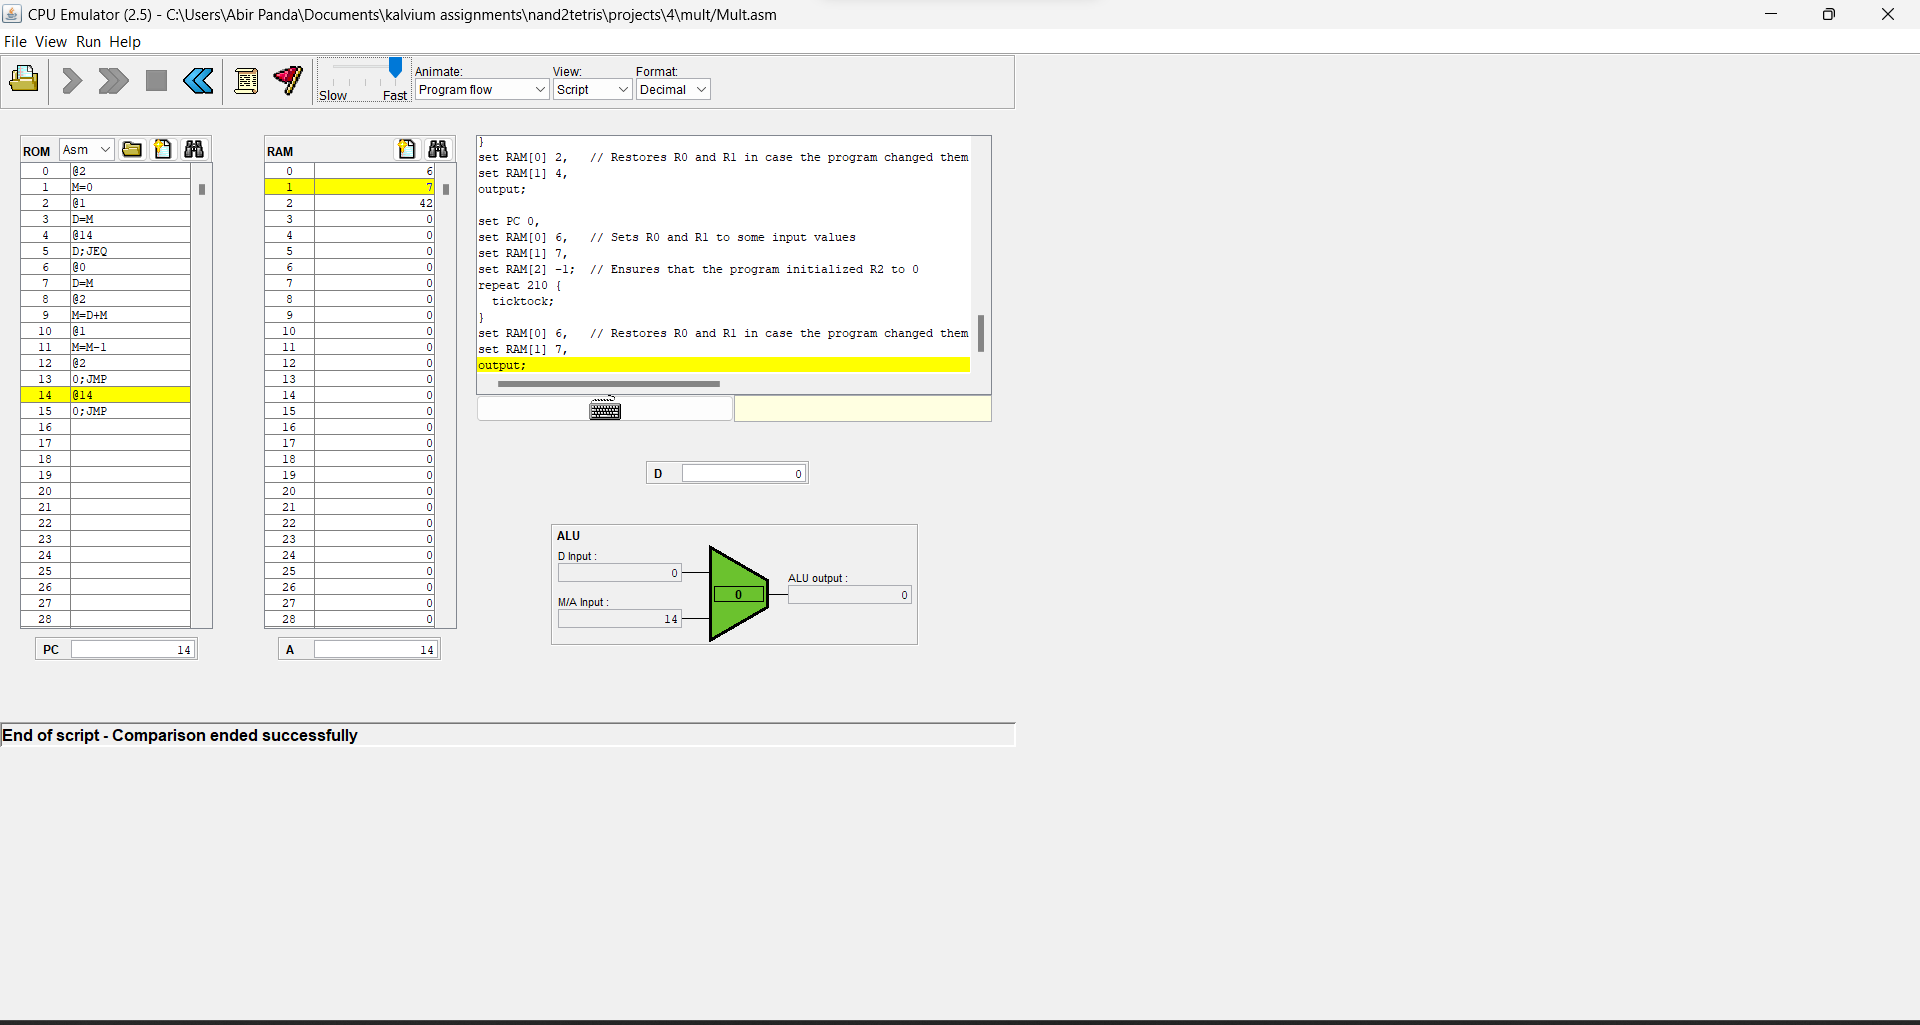 CPU Emulator (2.5) - C:\Users\Abir Panda\Documents\kalvium assignments\nand2tetris\projects\4\mult/Mult.asm
File View Run Help
Animate: View: Format:
Slow Fast Program flow Script Decimal
ROM Asm
0 @2
1 M=0
2 @1
3 D=M
4 @14
5 D;JEQ
6 @0
7 D=M
8 @2
9 M=D+M
10 @1
11 M=M-1
12 @2
13 0;JMP
14 @14
15 0;JMP
16
17
18
19
20
21
22
23
24
25
26
27
28
PC 14
RAM
0 6
1 7
2 42
3 0
4 0
5 0
6 0
7 0
8 0
9 0
10 0
11 0
12 0
13 0
14 0
15 0
16 0
17 0
18 0
19 0
20 0
21 0
22 0
23 0
24 0
25 0
26 0
27 0
28 0
A 14
}
set RAM[0] 2, // Restores R0 and R1 in case the program changed them
set RAM[1] 4,
output;
set PC 0,
set RAM[0] 6, // Sets R0 and R1 to some input values
set RAM[1] 7,
set RAM[2] -1; // Ensures that the program initialized R2 to 0
repeat 210 {
ticktock;
}
set RAM[0] 6, // Restores R0 and R1 in case the program changed them
set RAM[1] 7,
output;
D 0
ALU
D Input :
0
M/A Input :
14
0
ALU output :
0
End of script - Comparison ended successfully